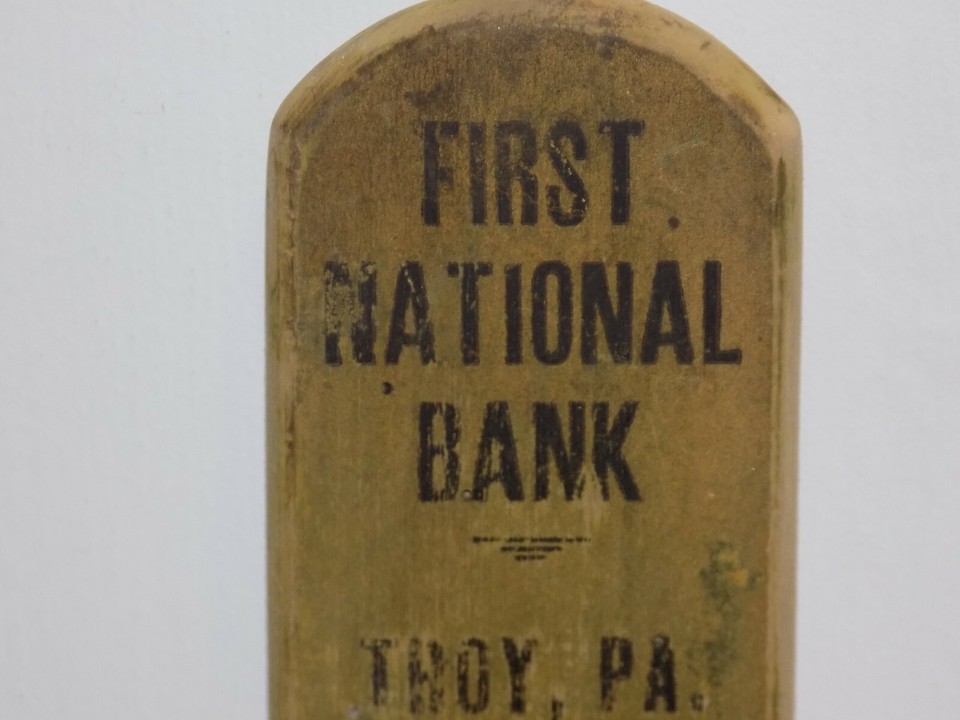 FIRST
NATIONAL
BANK
TROY, PA.